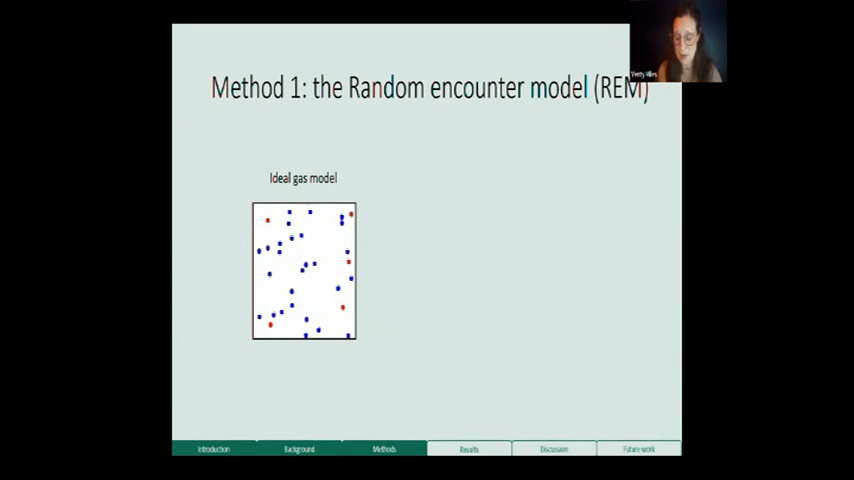 Method 1: the Random encounter model (REM)
Ideal gas model
Introduction
Background
Methods
Results
Discussion
Future work